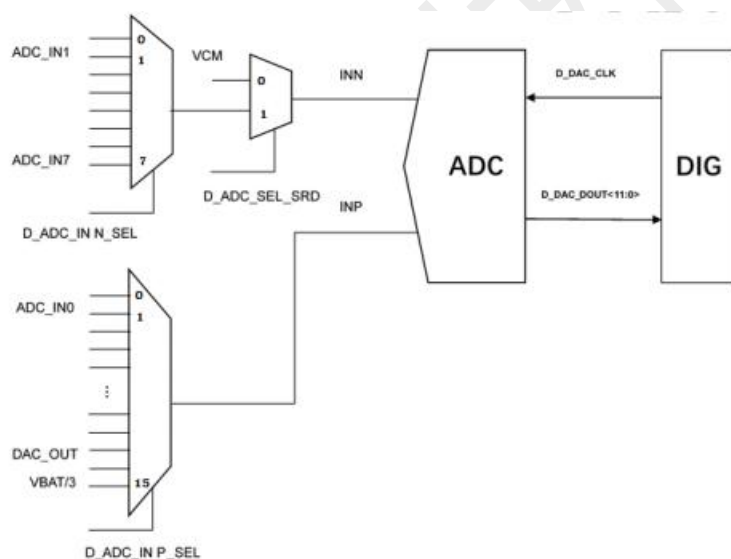 0
ADC_IN1
1
ADC_IN7
7
D_ADC_IN N_SEL
VCM
0
1
D_ADC_SEL_SRD
INN
INP
ADC
D_DAC_CLK
D_DAC_DOUT<11:0>
DIG
0
ADC_IN0
1
...
DAC_OUT
VBAT/3
15
D_ADC_IN P_SEL